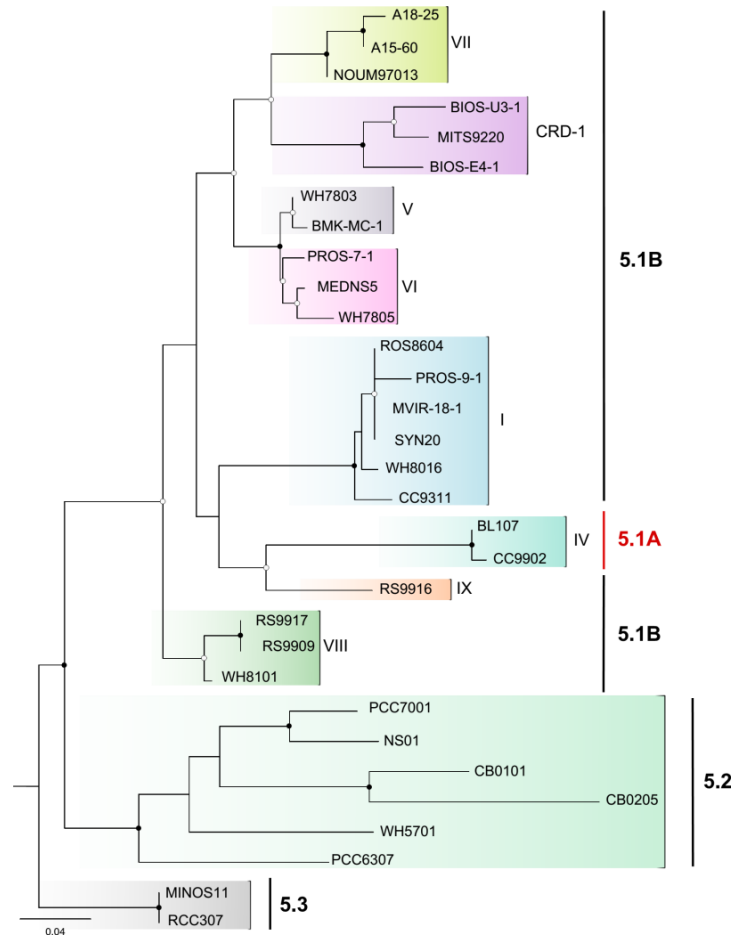 A18-25
A15-60
VII
NOUM97013
BIOS-U3-1
MITS9220
CRD-1
BIOS-E4-1
WH7803
V
BMK-MC-1
PROS-7-1
5.1B
MEDNS5
VI
WH7805
ROS8604
PROS-9-1
MVIR-18-1
I
SYN20
WH8016
CC9311
BL107
IV
5.1A
CC9902
RS9916
IX
RS9917
5.1B
RS9909
VIII
WH8101
PCC7001
NS01
CB0101
5.2
CB0205
WH5701
PCC6307
MINOS11
5.3
RCC307
0.04